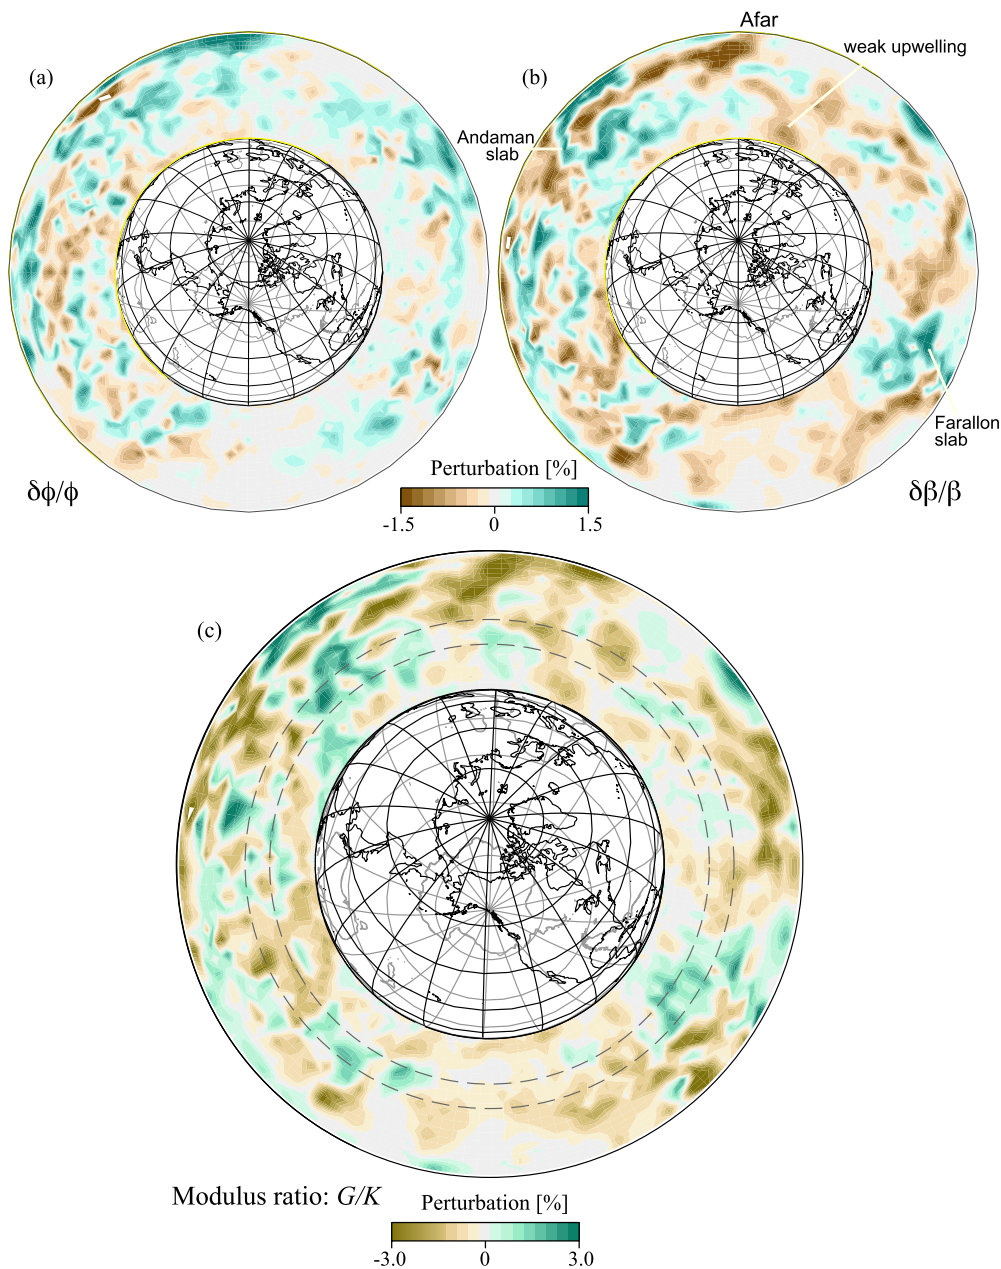 Afar
weak upwelling
(a)
(b)
Andaman
slab
Farallon
slab
Perturbation [%]
δϕ/ϕ
δβ/β
-1.5
0
1.5
(c)
Modulus ratio: G/K
Perturbation [%]
-3.0
0
3.0